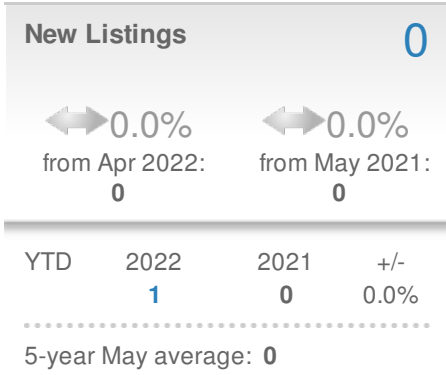 New Listings 0
0.0% 0.0%
from Apr 2022: from May 2021:
0 0
YTD 2022 2021 +/-
1 0 0.0%
5-year May average: 0